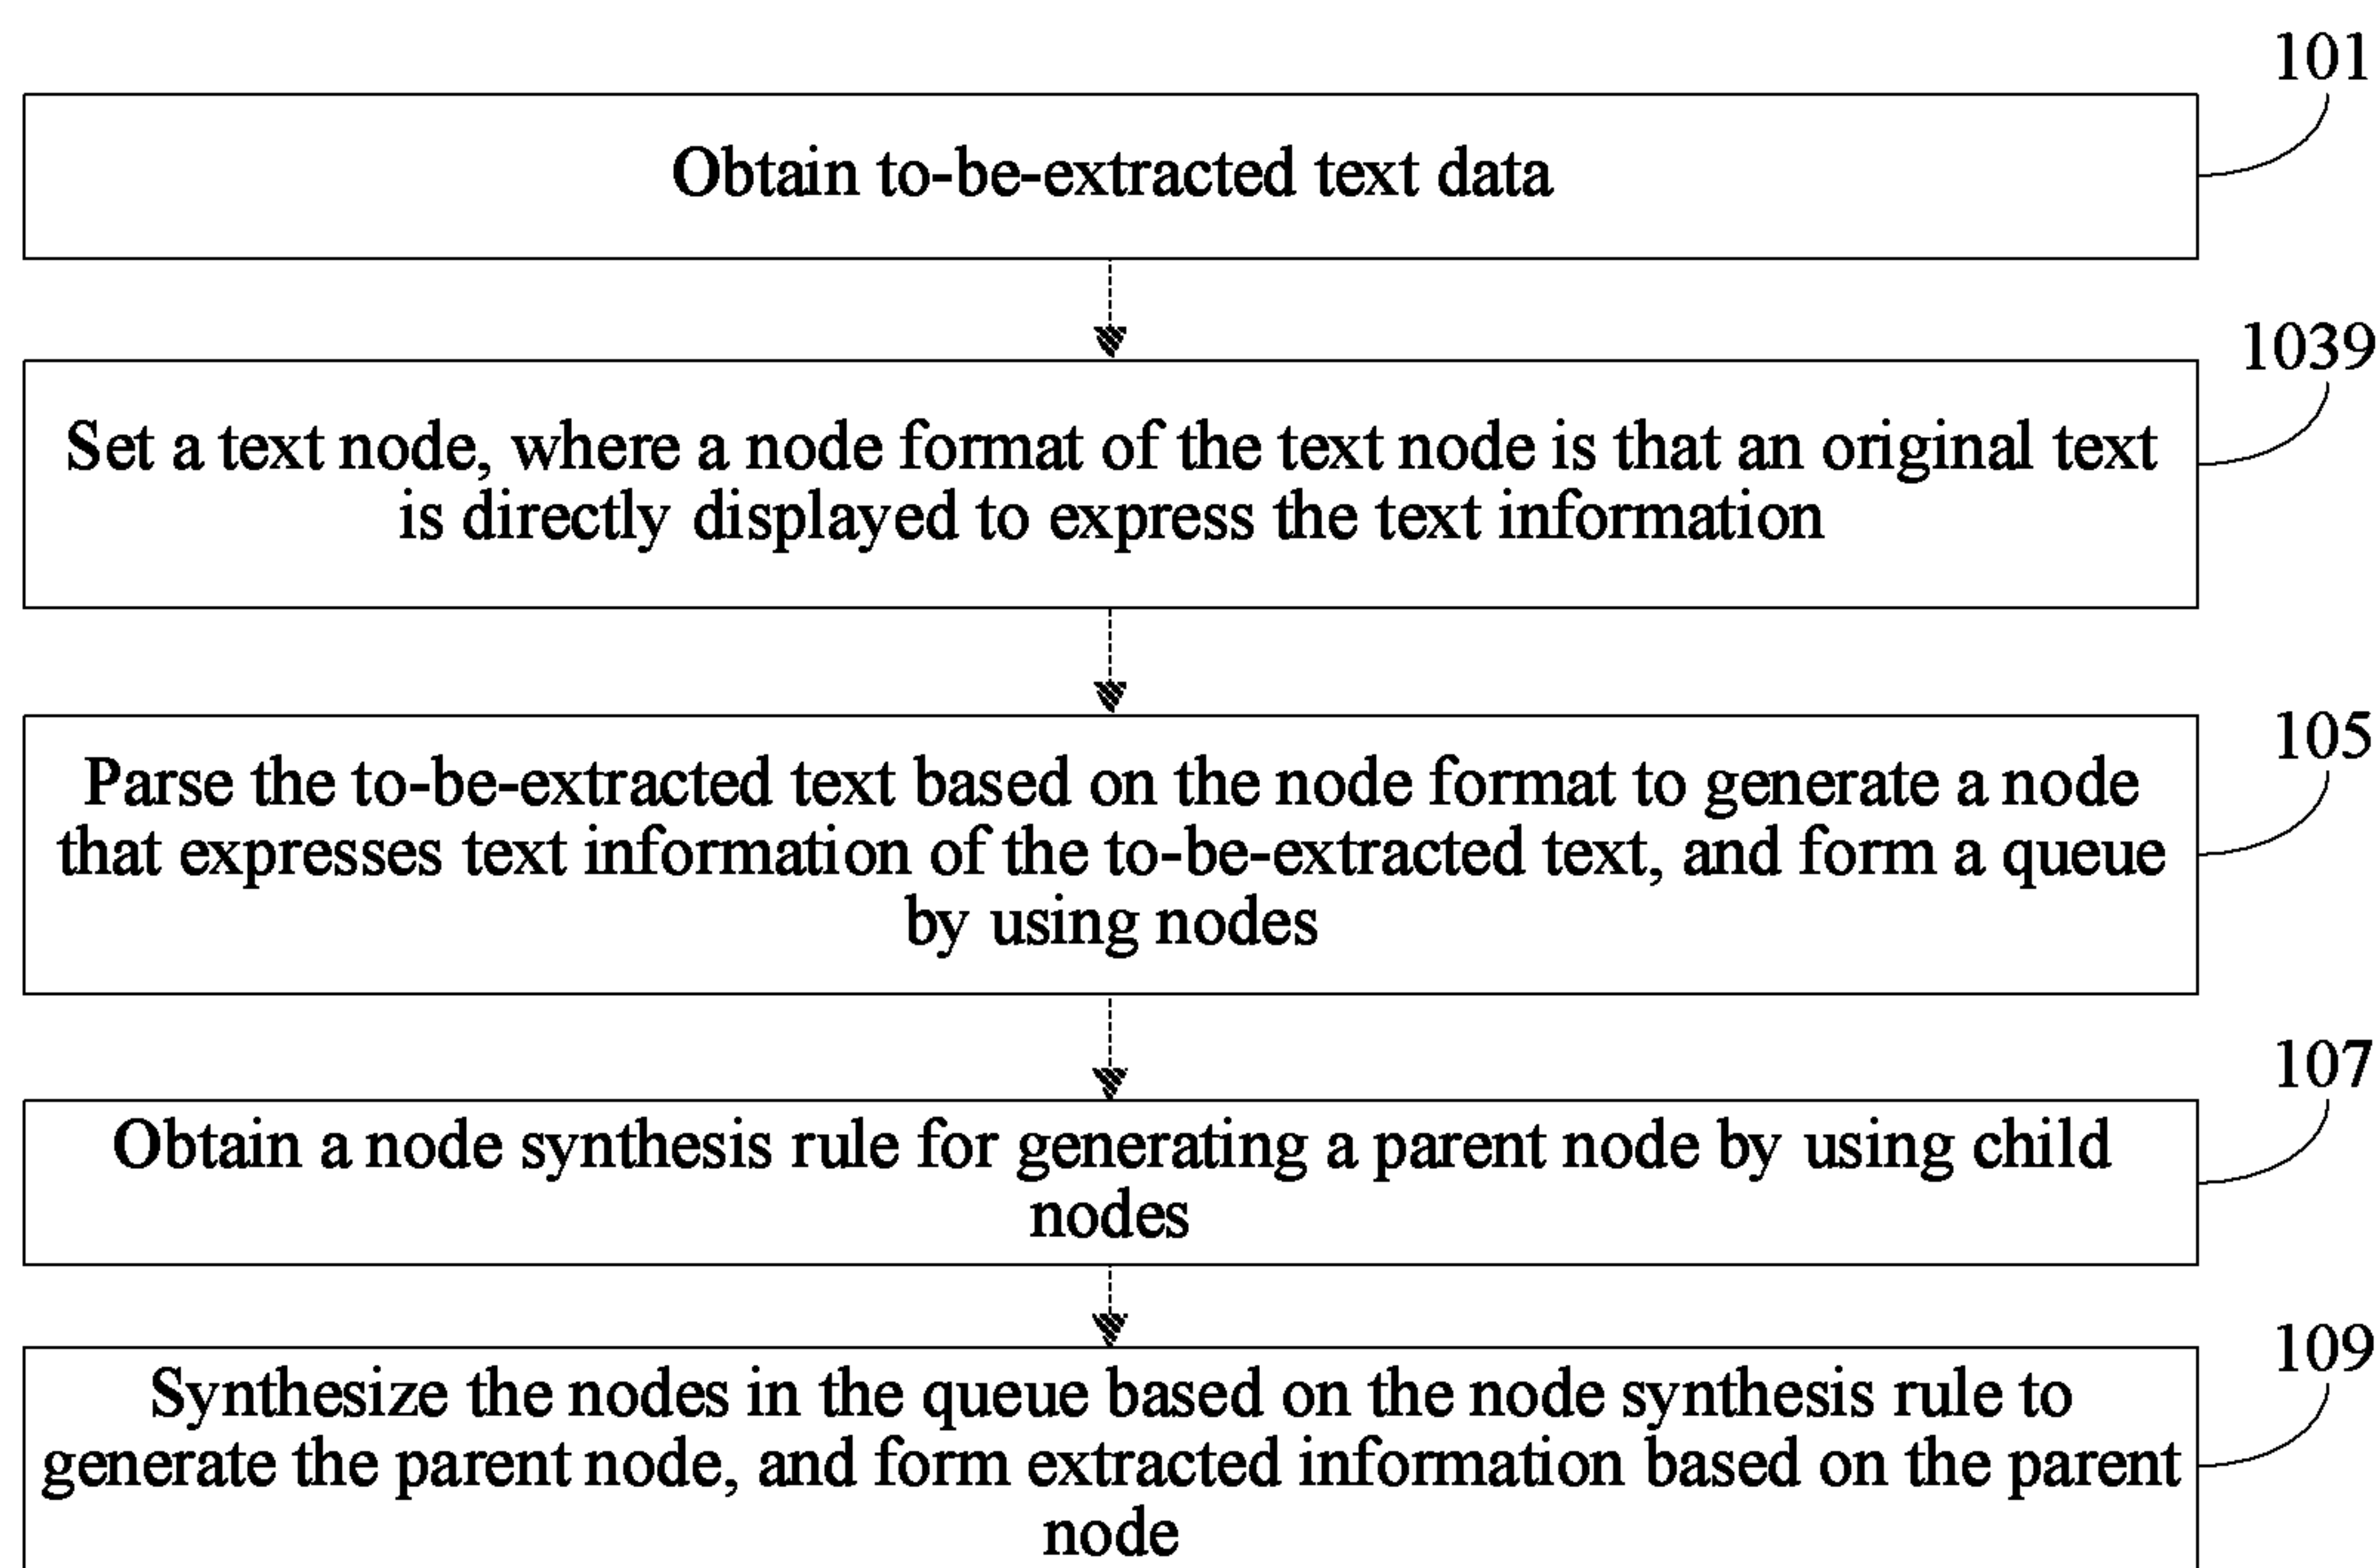 101
Obtain to-be-extracted text data
1039
Set a text node, where a node format of the text node is that an original text
is directly displayed to express the text information
105
Parse the to-be-extracted text based on the node format to generate a node
that expresses text information of the to-be-extracted text, and form a queue
by using nodes
107
Obtain a node synthesis rule for generating a parent node by using child
nodes
109
Synthesize the nodes in the queue based on the node synthesis rule to
generate the parent node, and form extracted information based on the parent
node